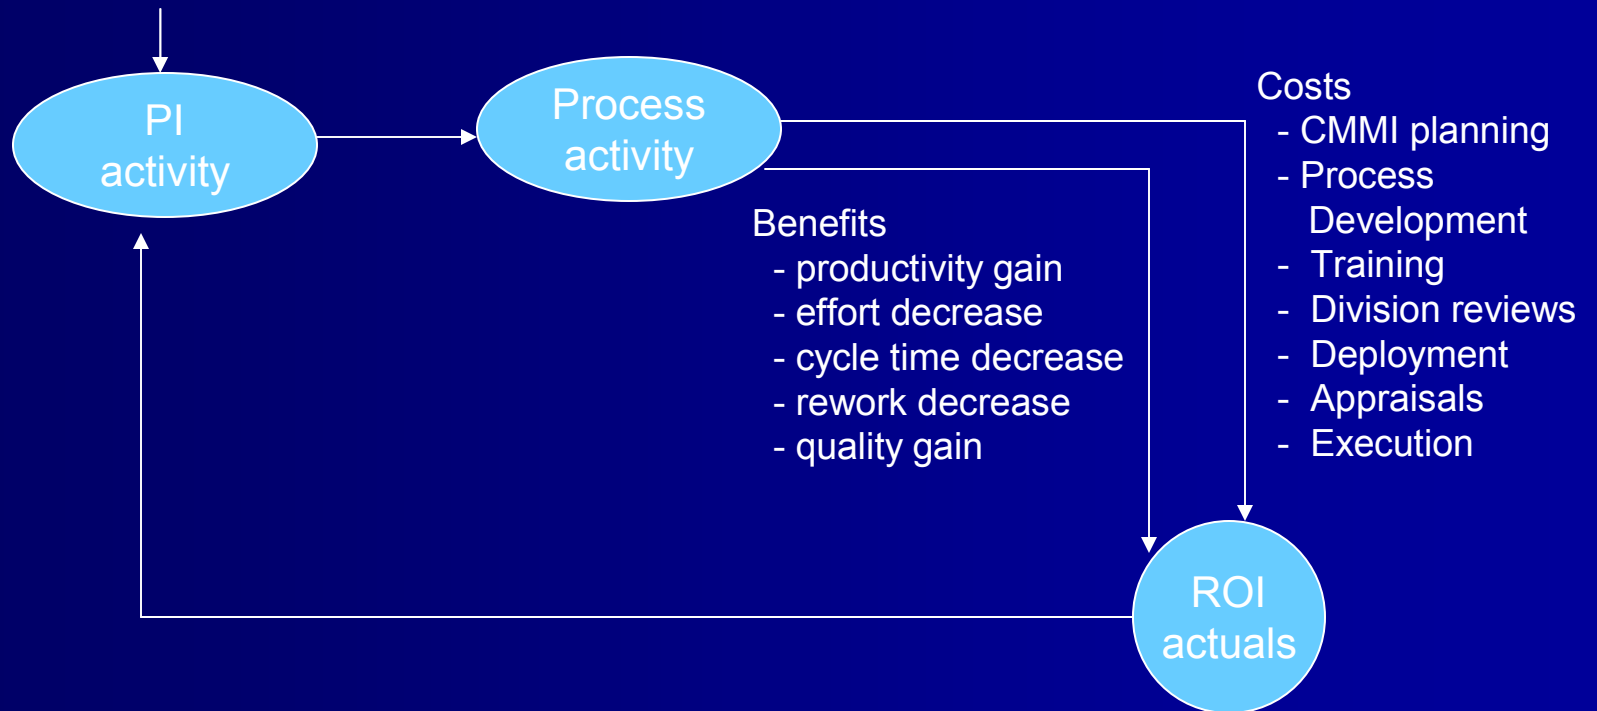 PI
activity
Process
activity
Benefits
- productivity gain
- effort decrease
- cycle time decrease
- rework decrease
- quality gain
Costs
- CMMI planning
- Process
Development
- Training
- Division reviews
- Deployment
- Appraisals
- Execution
ROI
actuals